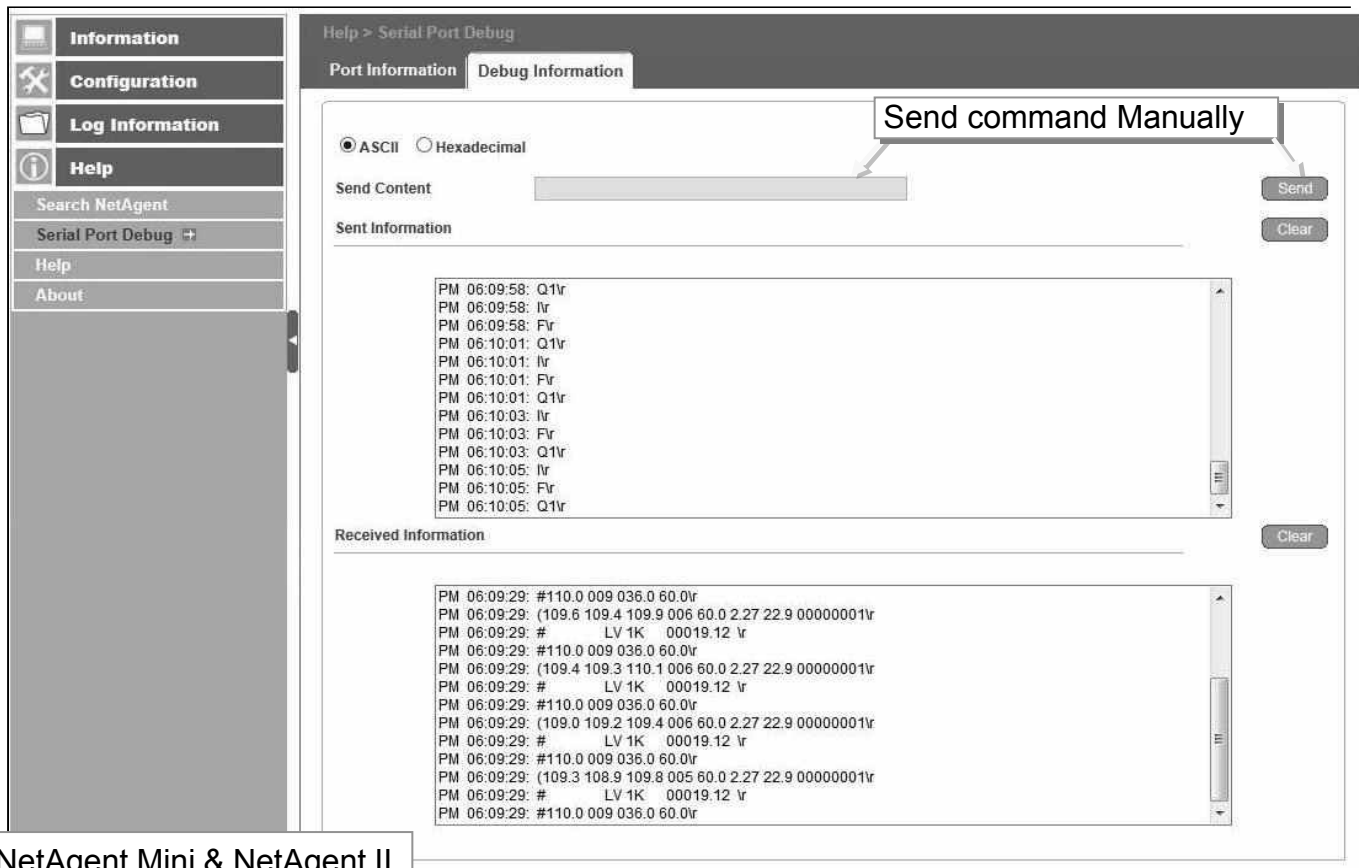 Information
Configuration
Log Information
Help
Search NetAgent
Serial Port Debug
Help
About
Help > Serial Port Debug
Port Information Debug Information
Send command Manually
ASCII Hexadecimal
Send Content Send
Sent Information Clear
PM 06:09:58: Q1\r
PM 06:09:58: I\r
PM 06:09:58: F\r
PM 06:10:01: Q1\r
PM 06:10:01: I\r
PM 06:10:01: F\r
PM 06:10:01: Q1\r
PM 06:10:03: I\r
PM 06:10:03: F\r
PM 06:10:03: Q1\r
PM 06:10:05: I\r
PM 06:10:05: F\r
PM 06:10:05: Q1\r
Received Information Clear
PM 06:09:29: #110.0 009 036.0 60.0\r
PM 06:09:29: (109.6 109.4 109.9 006 60.0 2.27 22.9 00000001\r
PM 06:09:29: # LV 1K 00019.12 \r
PM 06:09:29: #110.0 009 036.0 60.0\r
PM 06:09:29: (109.4 109.3 110.1 006 60.0 2.27 22.9 00000001\r
PM 06:09:29: # LV 1K 00019.12 \r
PM 06:09:29: #110.0 009 036.0 60.0\r
PM 06:09:29: (109.0 109.2 109.4 006 60.0 2.27 22.9 00000001\r
PM 06:09:29: # LV 1K 00019.12 \r
PM 06:09:29: #110.0 009 036.0 60.0\r
PM 06:09:29: (109.3 108.9 109.8 005 60.0 2.27 22.9 00000001\r
PM 06:09:29: # LV 1K 00019.12 \r
PM 06:09:29: #110.0 009 036.0 60.0\r
NetAgent Mini & NetAgent II